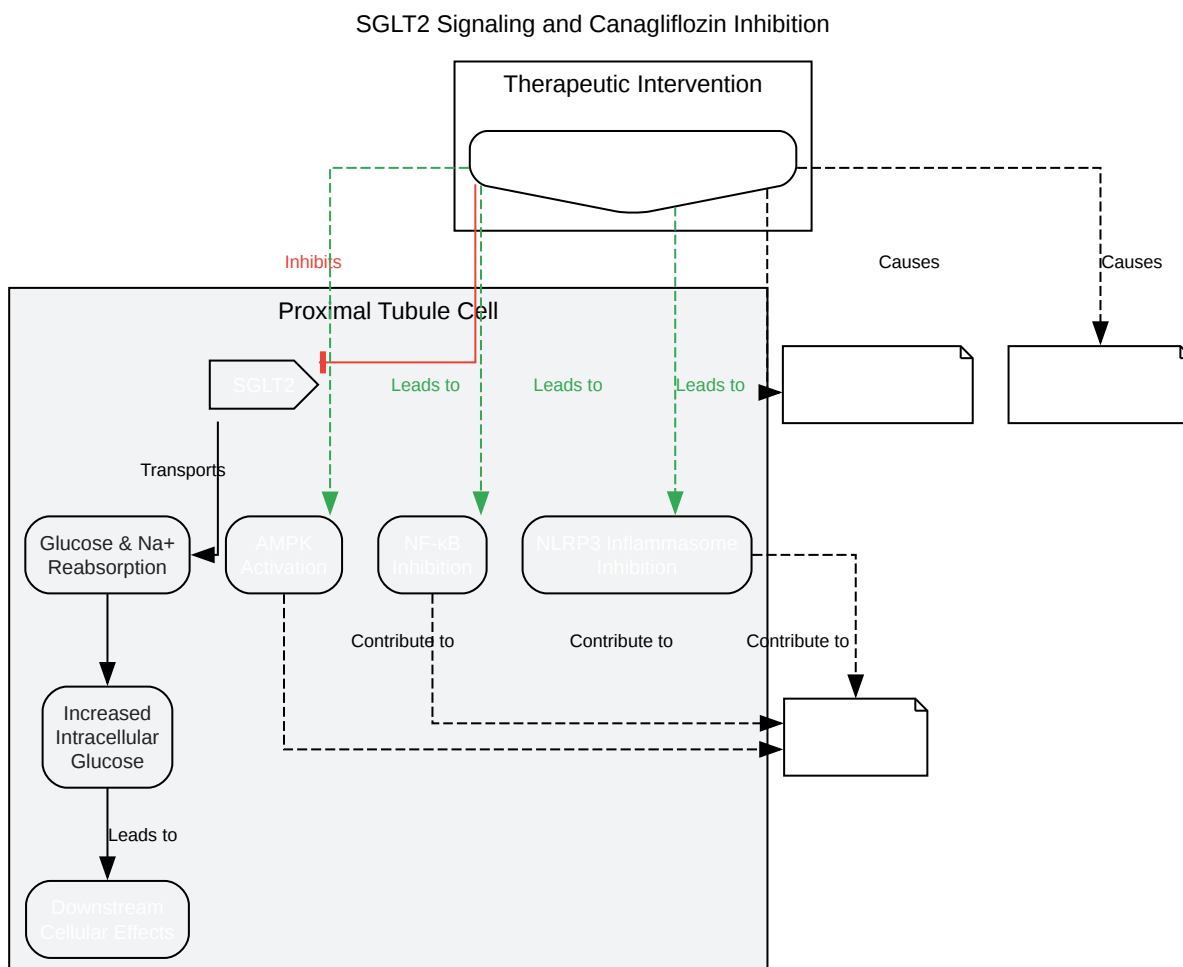 SGLT2 Signaling and Canagliflozin Inhibition
Therapeutic Intervention
Inhibits
Causes
Causes
Proximal Tubule Cell
SGLT2
Leads to
Leads to
Leads to
Transports
Glucose & Na+
Reabsorption
AMPK
Activation
NF-κB
Inhibition
NLRP3 Inflammasome
Inhibition
Contribute to
Contribute to
Contribute to
Increased
Intracellular
Glucose
Leads to
Downstream
Cellular Effects